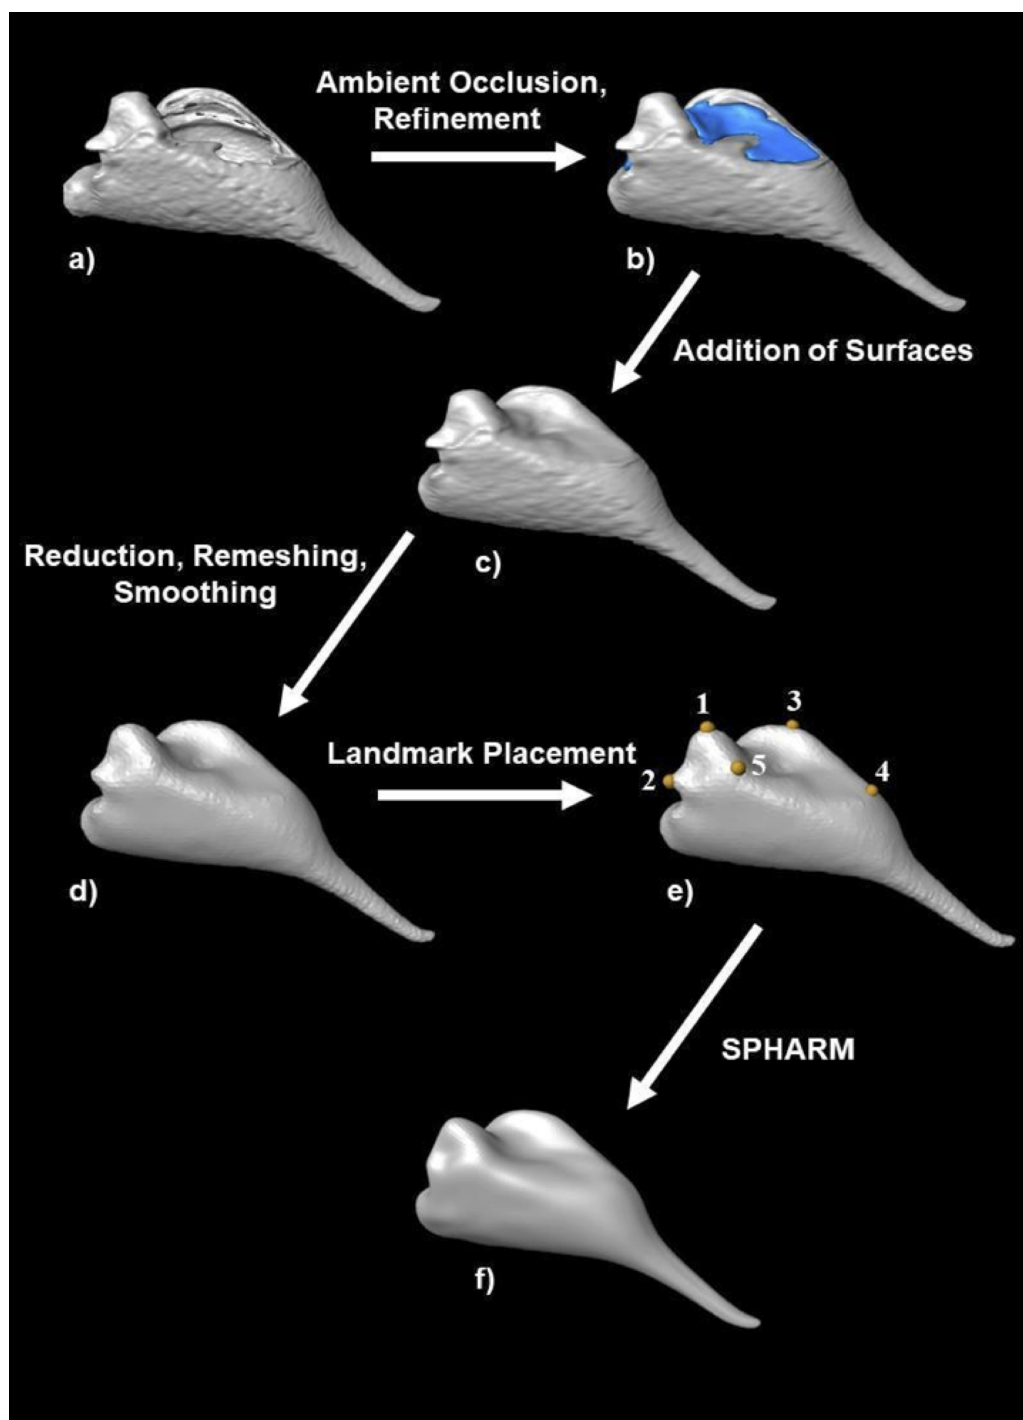 Ambient Occlusion,
Refinement
a)
b)
Addition of Surfaces
c)
Reduction, Remeshing,
Smoothing
d)
Landmark Placement
1
2
3
4
5
e)
SPHARM
f)